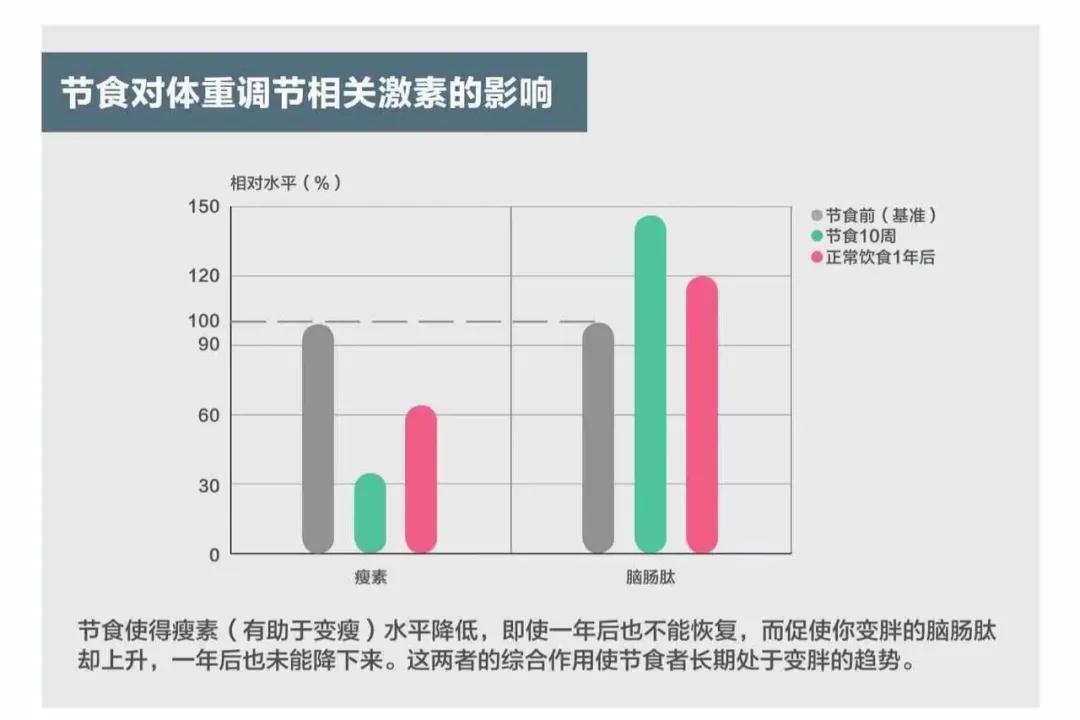 节食对体重调节相关激素的影响
相对水平（%）
150
120
100
90
60
30
0
节食前（基准）
节食10周
正常饮食1年后
瘦素
脑肠肽
节食使得瘦素（有助于变瘦）水平降低，即使一年后也不能恢复，而促使你变胖的脑肠肽
却上升，一年后也未能降下来。这两者的综合作用使节食者长期处于变胖的趋势。